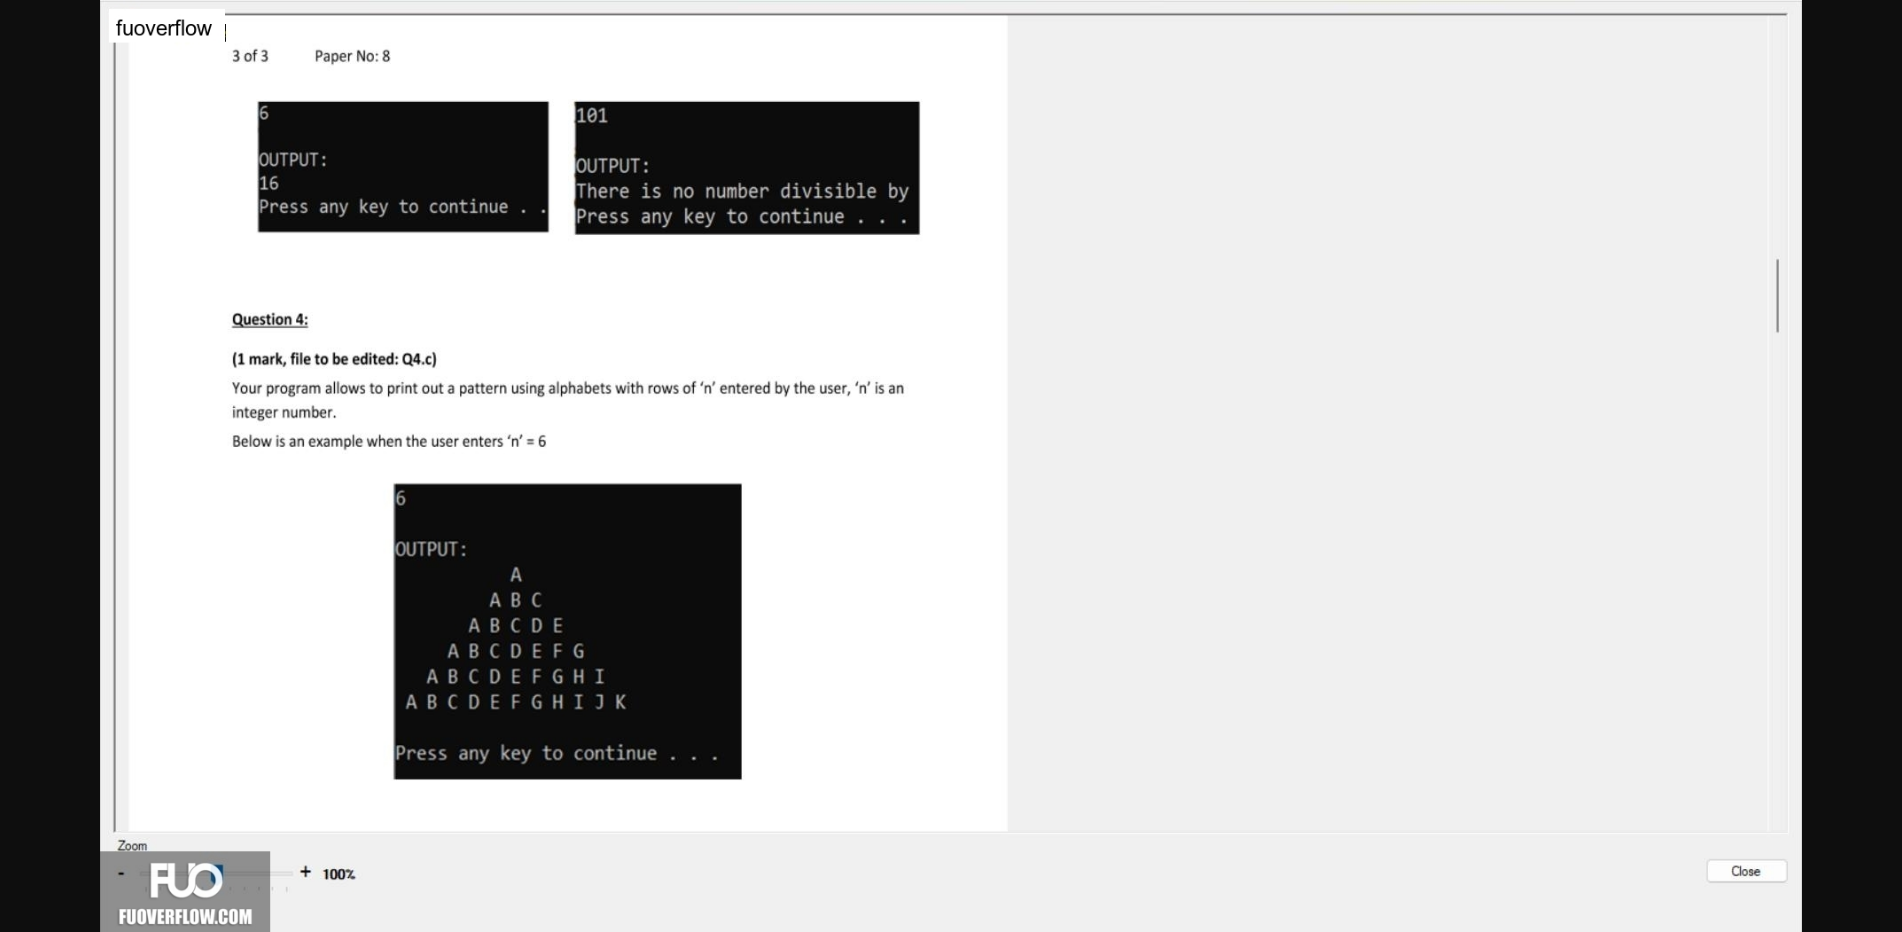 fuoverflow
3 of 3 Paper No: 8
6
OUTPUT:
16
Press any key to continue . .
101
OUTPUT:
There is no number divisible by
Press any key to continue . . .
Question 4:
(1 mark, file to be edited: Q4.c)
Your program allows to print out a pattern using alphabets with rows of ‘n’ entered by the user, ‘n’ is an
integer number.
Below is an example when the user enters ‘n’ = 6
6
OUTPUT:
A
A B C
A B C D E
A B C D E F G
A B C D E F G H I
A B C D E F G H I J K
Press any key to continue . . .
Zoom
- + 100%
Close
FUO
FUOVERFLOW.COM